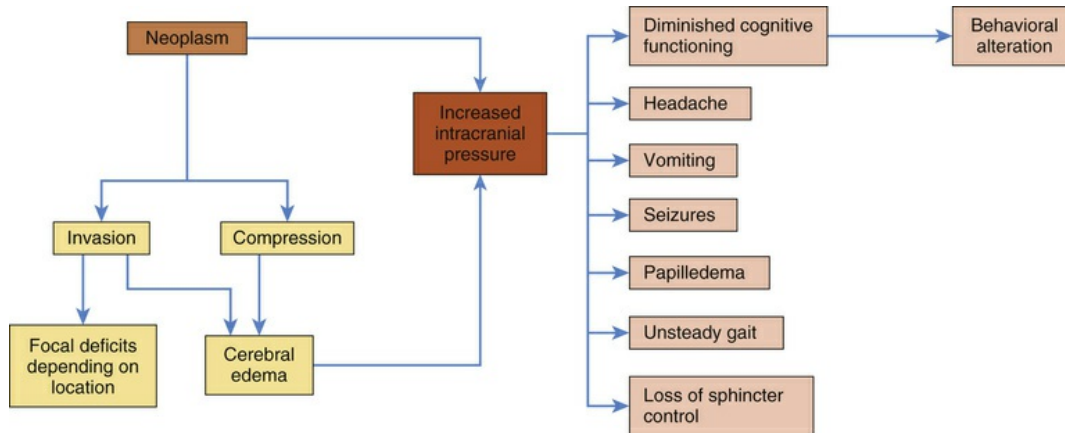 Neoplasm
Increased
intracranial
pressure
Invasion
Compression
Focal deficits
depending on
location
Cerebral
edema
Diminished cognitive
functioning
Behavioral
alteration
Headache
Vomiting
Seizures
Papilledema
Unsteady gait
Loss of sphincter
control